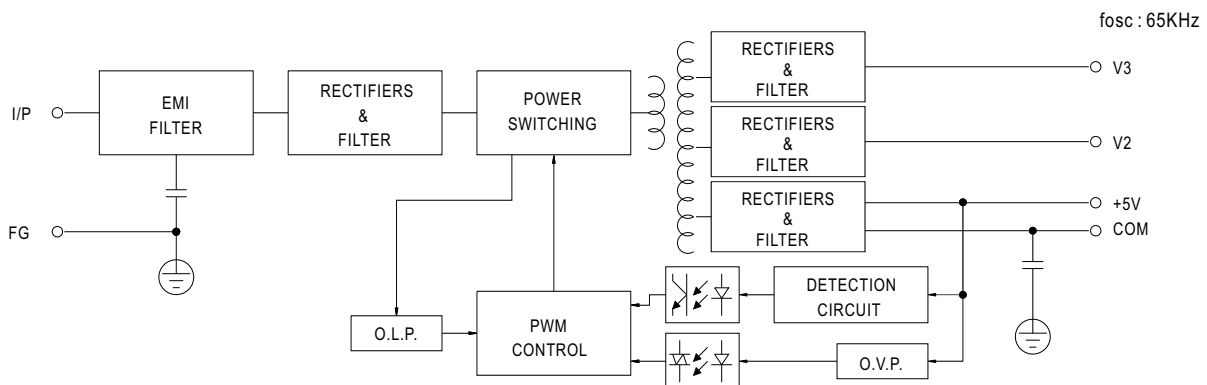 fosc : 65KHz
RECTIFIERS
&
FILTER
V3
EMI
FILTER
RECTIFIERS
&
FILTER
POWER
SWITCHING
I/P
RECTIFIERS
&
FILTER
V2
RECTIFIERS
&
FILTER
+5V
COM
FG
DETECTION
CIRCUIT
O.L.P.
PWM
CONTROL
O.V.P.